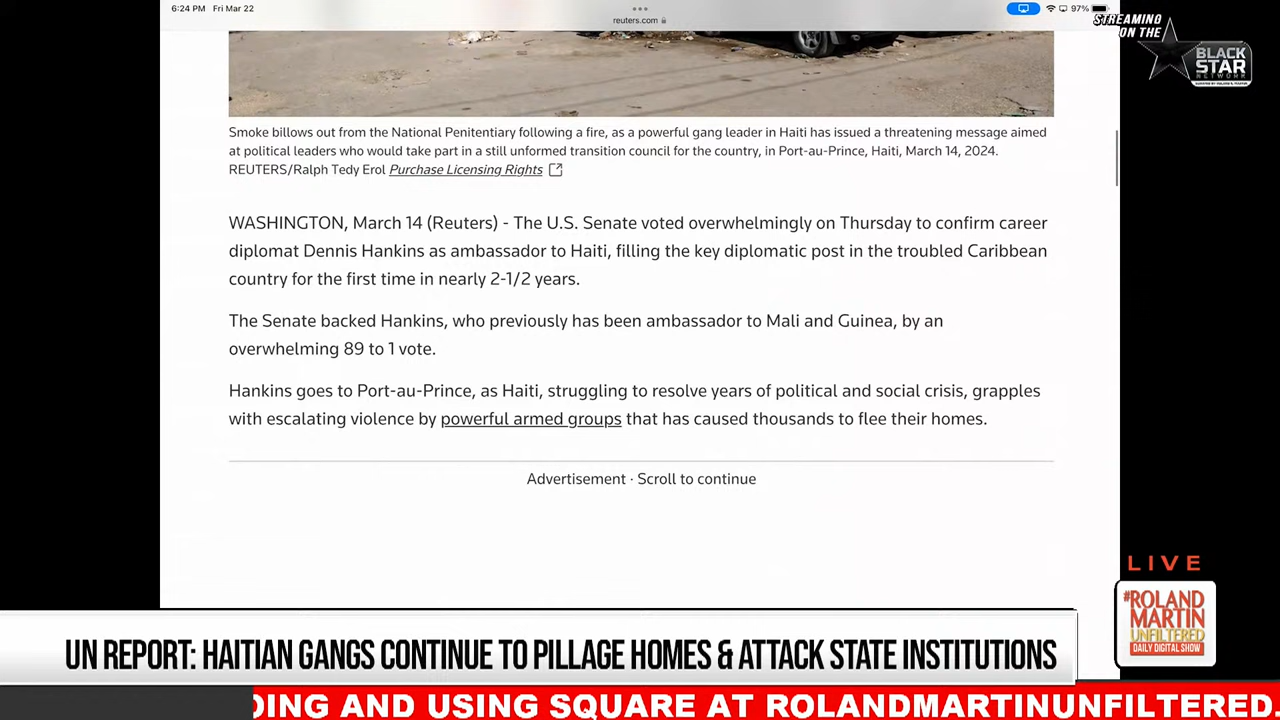 6:24 PM Fri Mar 22
reuters.com
97%
STREAMING
ON THE
BLACK
STAR
NETWORK
Smoke billows out from the National Penitentiary following a fire, as a powerful gang leader in Haiti has issued a threatening message aimed
at political leaders who would take part in a still unformed transition council for the country, in Port-au-Prince, Haiti, March 14, 2024.
REUTERS/Ralph Tedy Erol Purchase Licensing Rights
WASHINGTON, March 14 (Reuters) - The U.S. Senate voted overwhelmingly on Thursday to confirm career
diplomat Dennis Hankins as ambassador to Haiti, filling the key diplomatic post in the troubled Caribbean
country for the first time in nearly 2-1/2 years.
The Senate backed Hankins, who previously has been ambassador to Mali and Guinea, by an
overwhelming 89 to 1 vote.
Hankins goes to Port-au-Prince, as Haiti, struggling to resolve years of political and social crisis, grapples
with escalating violence by powerful armed groups that has caused thousands to flee their homes.
Advertisement · Scroll to continue
LIVE
#ROLAND
MARTIN
UNFILTERED
DAILY DIGITAL SHOW
UN REPORT: HAITIAN GANGS CONTINUE TO PILLAGE HOMES & ATTACK STATE INSTITUTIONS
DING AND USING SQUARE AT ROLANDMARTINUNFILTERED.